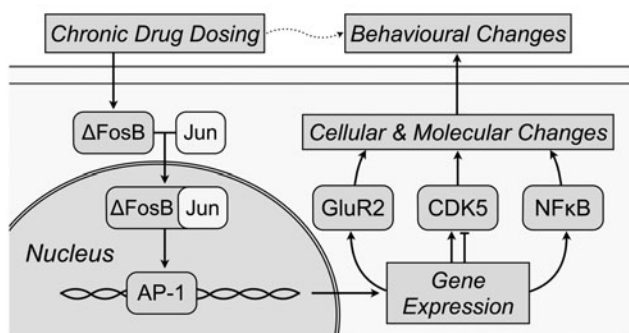 Chronic Drug Dosing
Behavioural Changes
ΔFosB
Jun
Cellular & Molecular Changes
ΔFosB
Jun
GluR2
CDK5
NFκB
Nucleus
AP-1
Gene
Expression